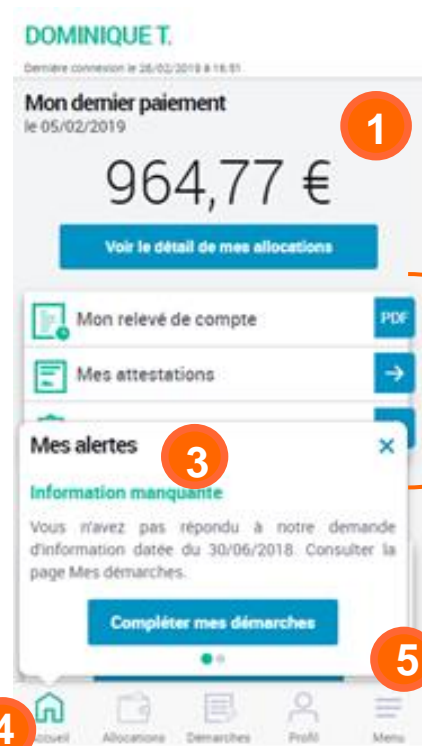 DOMINIQUE T.
Dernière connexion le 26/02/2019 à 16:51
Mon dernier paiement
le 05/02/2019
1
964,77 €
Voir le détail de mes allocations
Mon relevé de compte
PDF
Mes attestations
Mes alertes
3
Information manquante
Vous n'avez pas répondu à notre demande
d'information datée du 30/06/2018. Consulter la
page Mes démarches.
Compléter mes démarches
5
4
Accueil
Allocations
Démarches
Profil
Menu